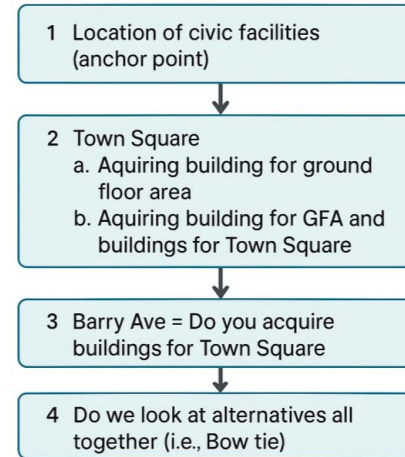 1 Location of civic facilities
(anchor point)
2 Town Square
a. Aquiring building for ground
floor area
b. Aquiring building for GFA and
buildings for Town Square
3 Barry Ave = Do you acquire
buildings for Town Square
4 Do we look at alternatives all
together (i.e., Bow tie)